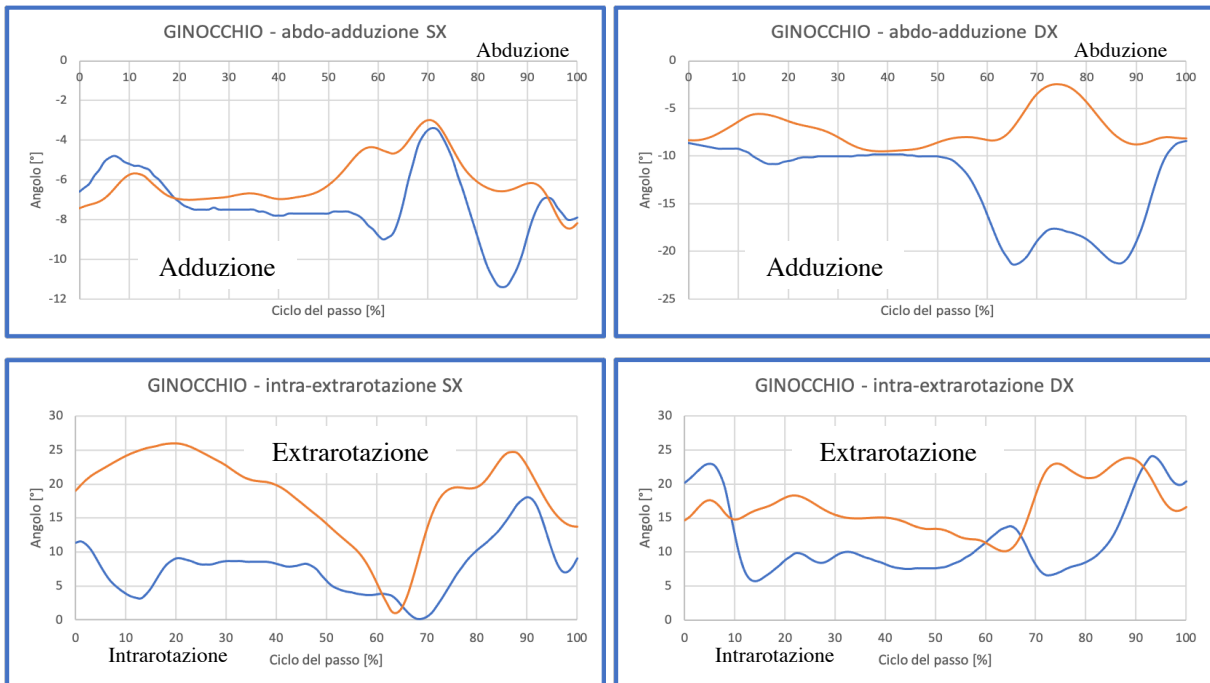 GINOCCHIO - abdo-adduzione SX
Abduzione
0
0 10 20 30 40 50 60 70 80 90 100
-2
-4
-6
-8
-10
-12
Angolo [°]
Adduzione
Ciclo del passo [%]
GINOCCHIO - abdo-adduzione DX
Abduzione
0
0 10 20 30 40 50 60 70 80 90 100
-5
-10
-15
-20
-25
Angolo [°]
Adduzione
Ciclo del passo [%]
GINOCCHIO - intra-extrarotazione SX
30
25
20
15
10
5
0
Angolo [°]
Extrarotazione
0 10 20 30 40 50 60 70 80 90 100
Intrarotazione
Ciclo del passo [%]
GINOCCHIO - intra-extrarotazione DX
30
25
20
15
10
5
0
Angolo [°]
Extrarotazione
0 10 20 30 40 50 60 70 80 90 100
Intrarotazione
Ciclo del passo [%]